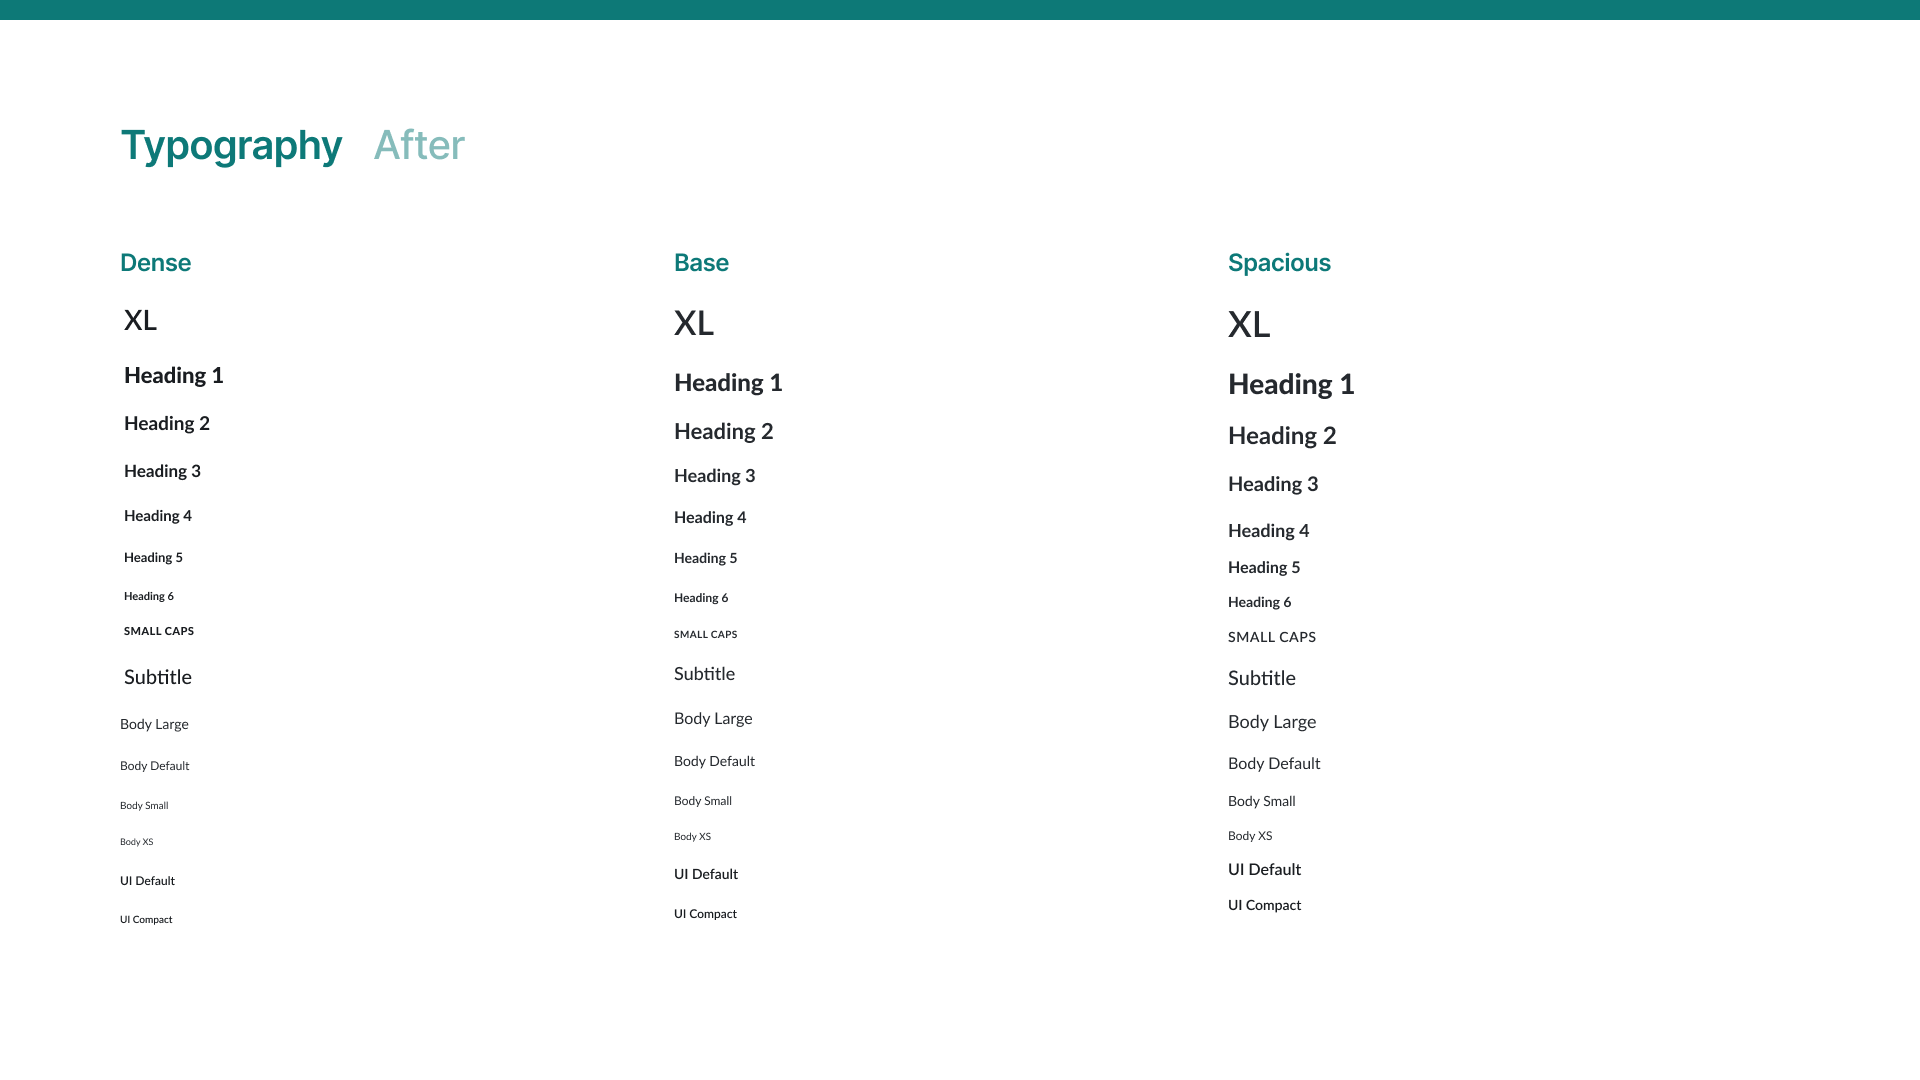 Typography After
Dense
XL
Heading 1
Heading 2
Heading 3
Heading 4
Heading 5
Heading 6
SMALL CAPS
Subtitle
Body Large
Body Default
Body Small
Body XS
UI Default
UI Compact
Base
XL
Heading 1
Heading 2
Heading 3
Heading 4
Heading 5
Heading 6
SMALL CAPS
Subtitle
Body Large
Body Default
Body Small
Body XS
UI Default
UI Compact
Spacious
XL
Heading 1
Heading 2
Heading 3
Heading 4
Heading 5
Heading 6
SMALL CAPS
Subtitle
Body Large
Body Default
Body Small
Body XS
UI Default
UI Compact